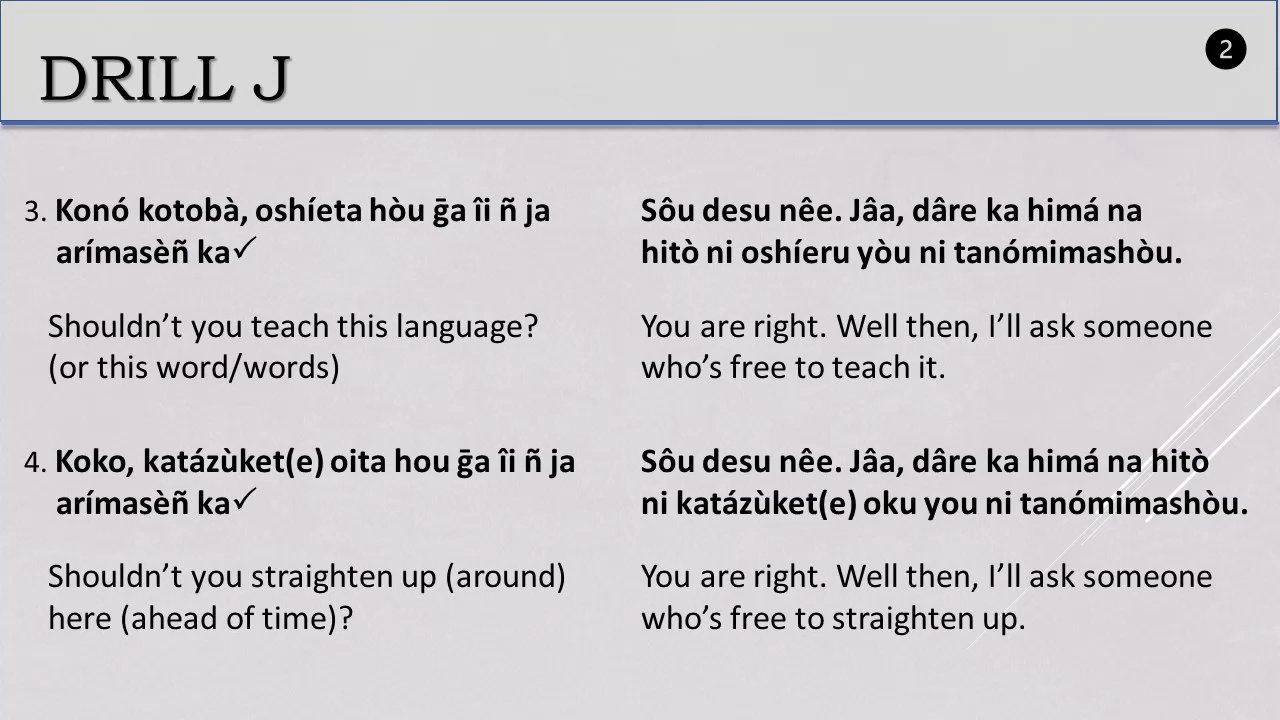 DRILL J
2
3. Konó kotobà, oshíeta hòu ḡa îi ñ ja
arímasèñ ka✓
Sôu desu nêe. Jâa, dâre ka himá na
hitò ni oshíeru yòu ni tanómimashòu.
Shouldn’t you teach this language?
(or this word/words)
You are right. Well then, I’ll ask someone
who’s free to teach it.
4. Koko, katázùket(e) oita hou ḡa îi ñ ja
arímasèñ ka✓
Sôu desu nêe. Jâa, dâre ka himá na hitò
ni katázùket(e) oku you ni tanómimashòu.
Shouldn’t you straighten up (around)
here (ahead of time)?
You are right. Well then, I’ll ask someone
who’s free to straighten up.